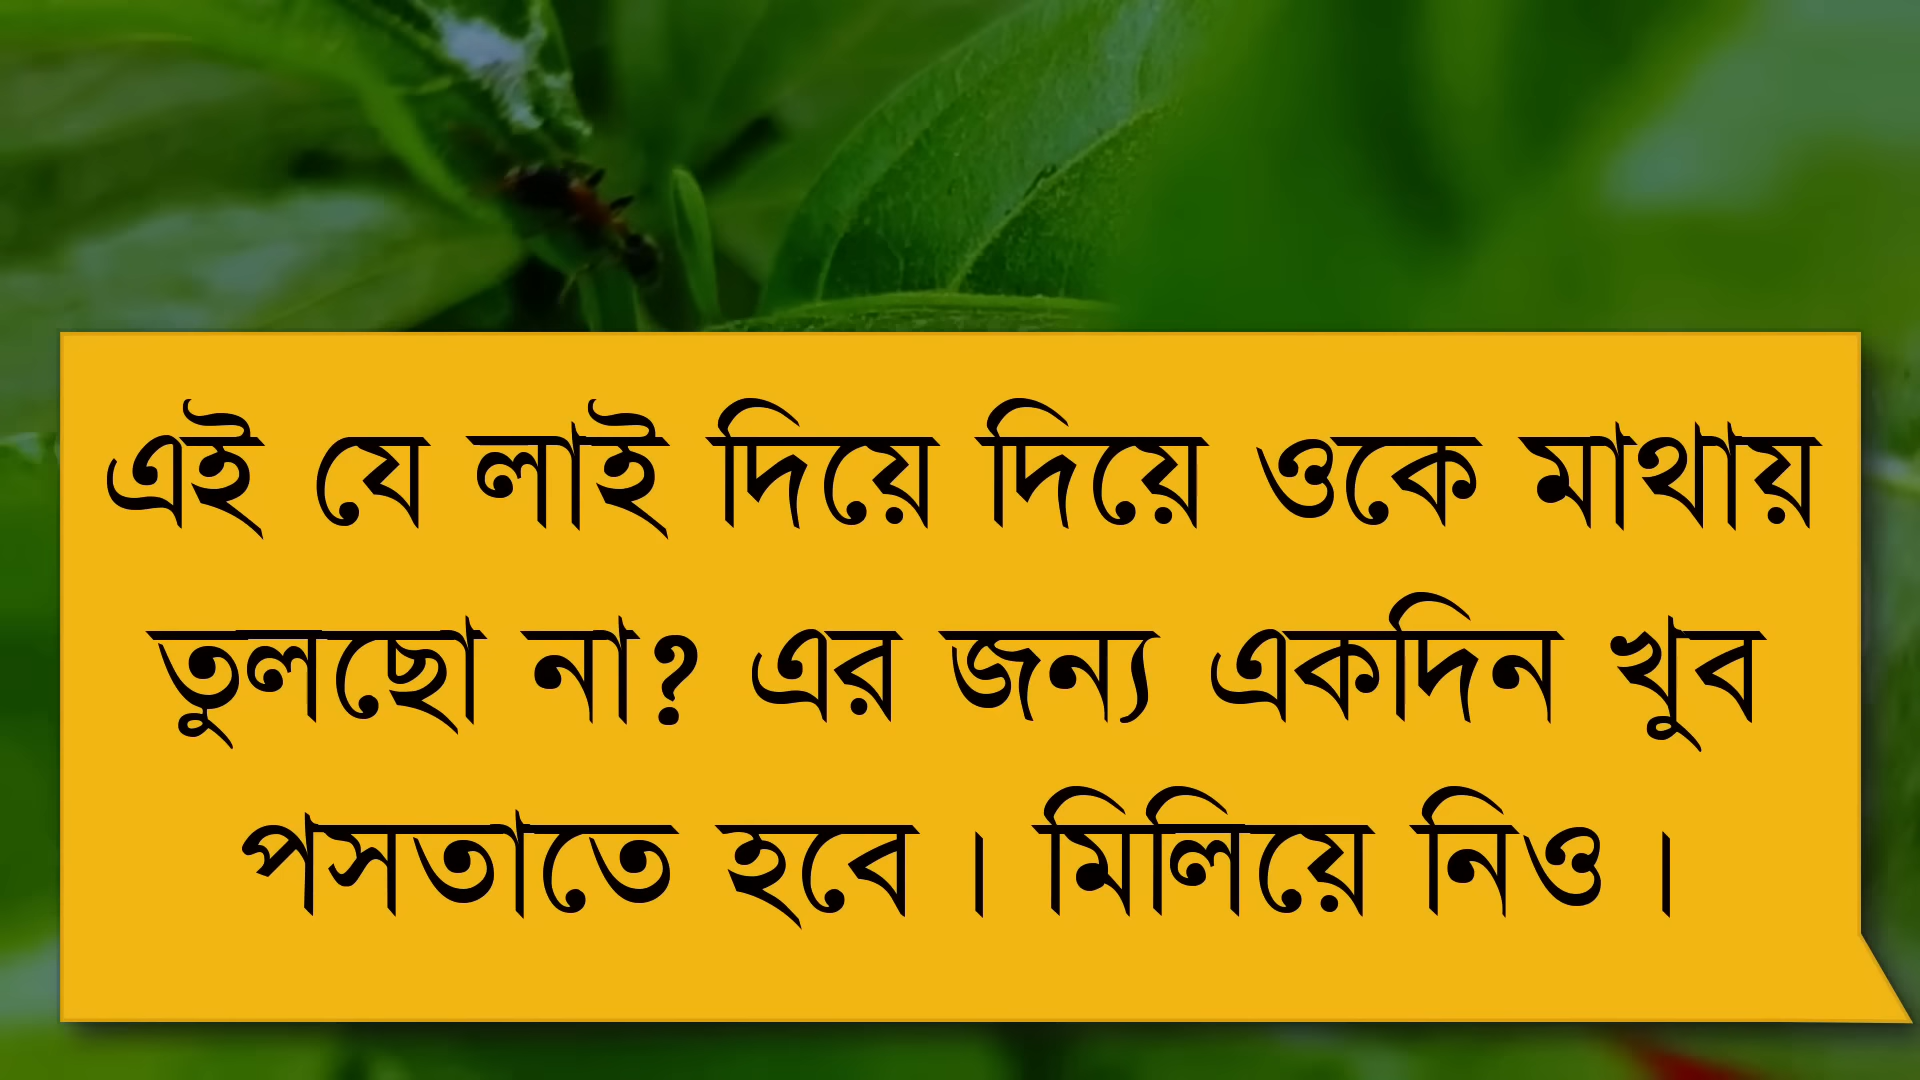 এই যে লাই দিয়ে দিয়ে ওকে মাথায়
তুলছো না? এর জন্য একদিন খুব
পসতাতে হবে। মিলিয়ে নিও।